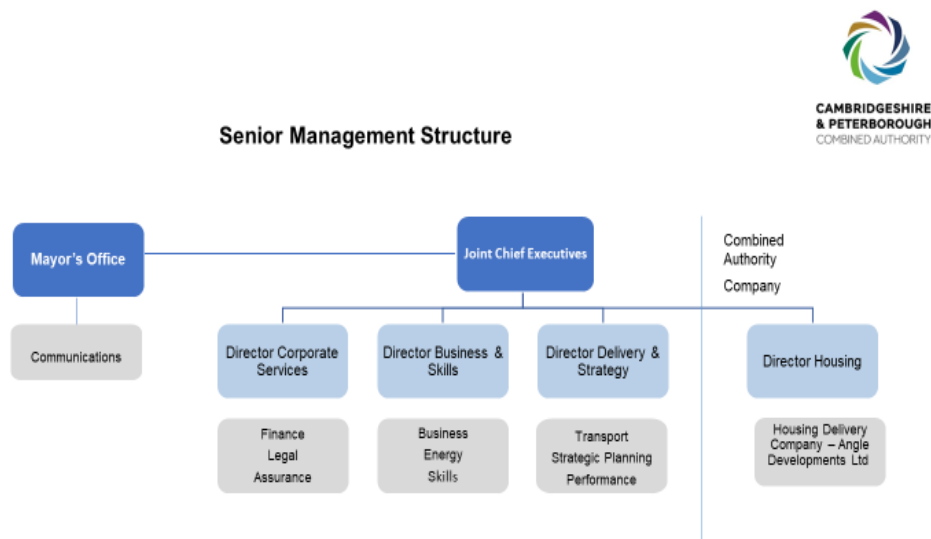 CAMBRIDGESHIRE
& PETERBOROUGH
COMBINED AUTHORITY
Senior Management Structure
Mayor's Office
Joint Chief Executives
Combined
Authority
Company
Communications
Director Corporate
Services
Director Business &
Skills
Director Delivery &
Strategy
Director Housing
Finance
Legal
Assurance
Business
Energy
Skills
Transport
Strategic Planning
Performance
Housing Delivery
Company – Angle
Developments Ltd